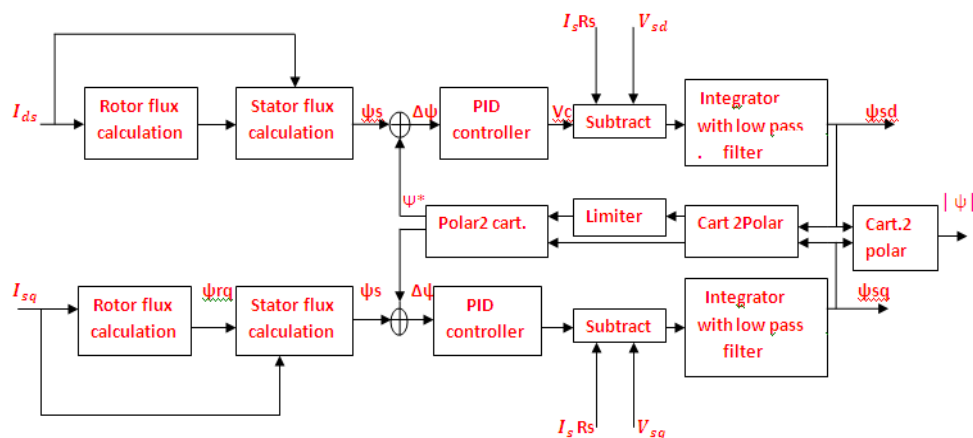 I_s Rs
V_sd
I_ds
Rotor flux
calculation
Stator flux
calculation
ψs
Δψ
PID
controller
Vc
Subtract
Integrator
with low pass
. filter
ψsd
Ψ*
Polar2 cart.
Limiter
Cart 2Polar
Cart.2
polar
| ψ|
I_sq
Rotor flux
calculation
ψrq
Stator flux
calculation
ψs
Δψ
PID
controller
Subtract
Integrator
with low pass
filter
ψsq
I_s Rs
V_sq